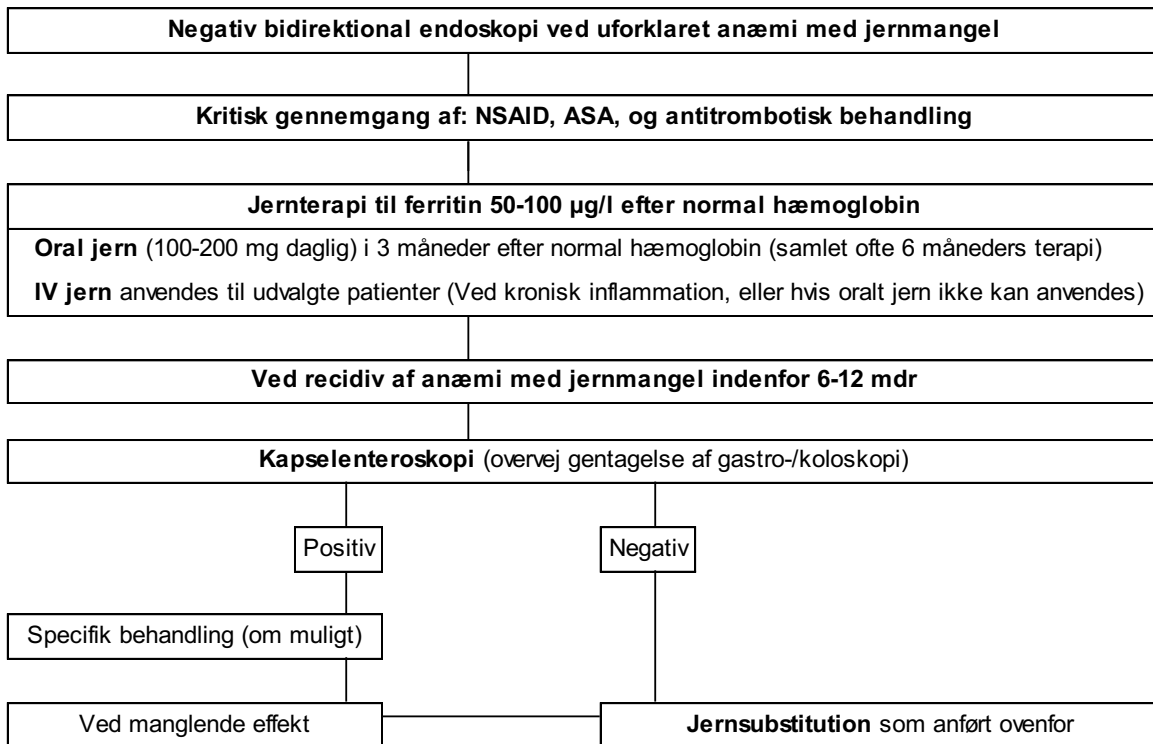 Negativ bidirektional endoskopi ved uforklaret anæmi med jernmangel
Kritisk gennemgang af: NSAID, ASA, og antitrombotisk behandling
Jernterapi til ferritin 50-100 µg/l efter normal hæmoglobin
Oral jern (100-200 mg daglig) i 3 måneder efter normal hæmoglobin (samlet ofte 6 måneders terapi)
IV jern anvendes til udvalgte patienter (Ved kronisk inflammation, eller hvis oralt jern ikke kan anvendes)
Ved recidiv af anæmi med jernmangel indenfor 6-12 mdr
Kapselenteroskopi (overvej gentagelse af gastro-/koloskopi)
Positiv
Negativ
Specifik behandling (om muligt)
Ved manglende effekt
Jernsubstitution som anført ovenfor